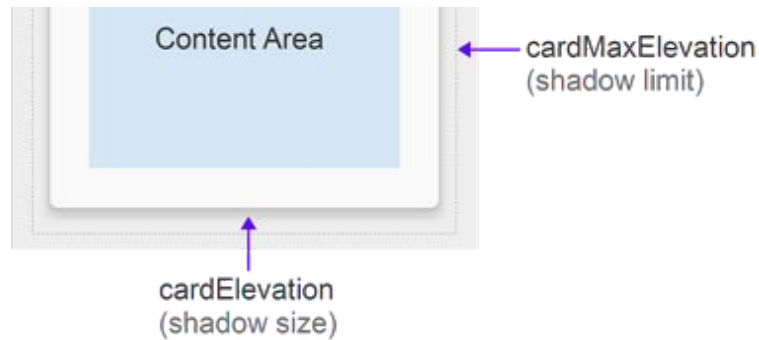 Content Area
cardMaxElevation
(shadow limit)
cardElevation
(shadow size)